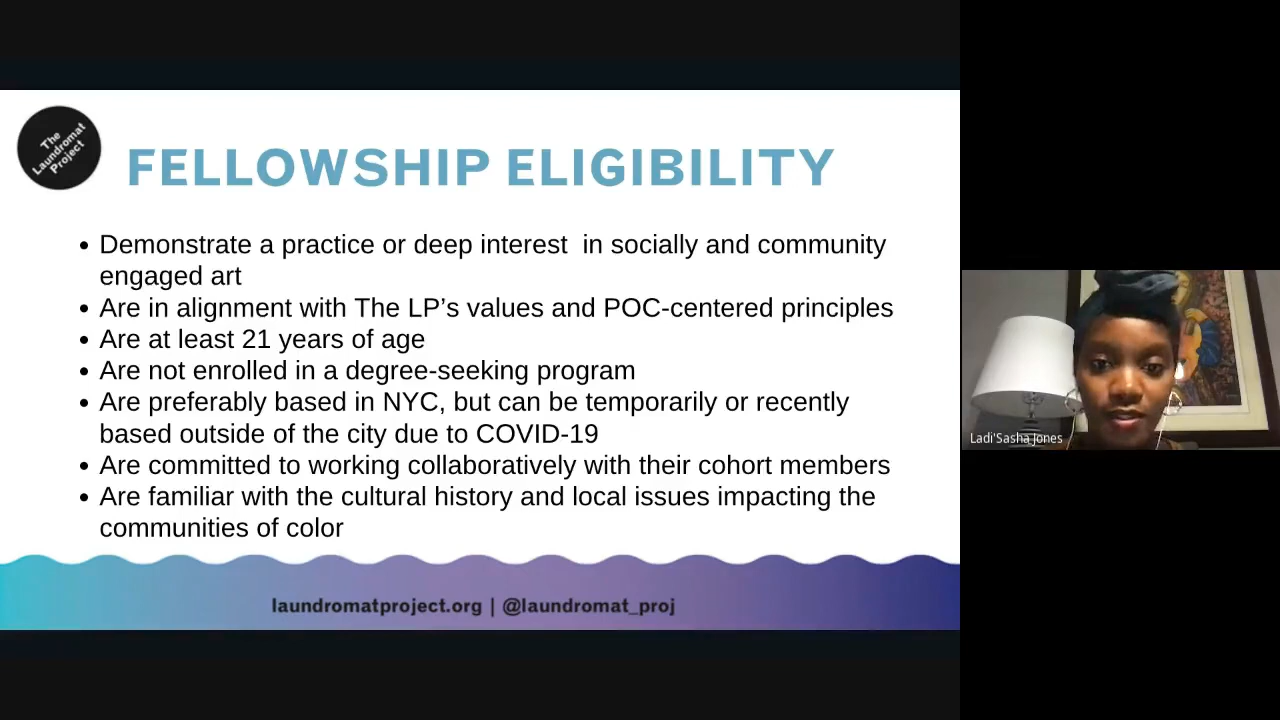 The
Laundromat
Project
FELLOWSHIP ELIGIBILITY
• Demonstrate a practice or deep interest  in socially and community
engaged art
• Are in alignment with The LP’s values and POC-centered principles
• Are at least 21 years of age
• Are not enrolled in a degree-seeking program
• Are preferably based in NYC, but can be temporarily or recently
based outside of the city due to COVID-19
• Are committed to working collaboratively with their cohort members
• Are familiar with the cultural history and local issues impacting the
communities of color
laundromatproject.org | @laundromat_proj
Ladi'Sasha Jones